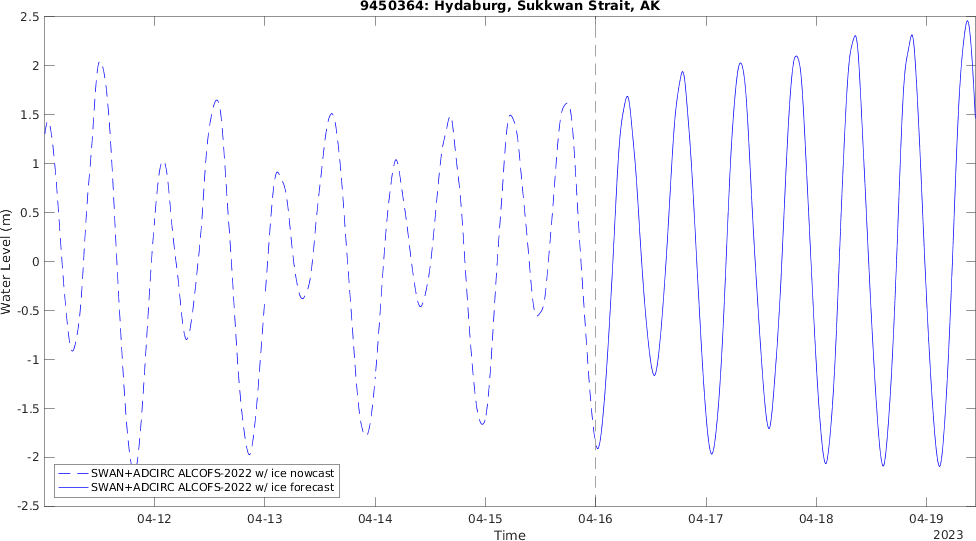 9450364: Hydaburg, Sukkwan Strait, AK
2.5
2
1.5
1
0.5
0
-0.5
-1
-1.5
-2
-2.5
Water Level (m)
SWAN+ADCIRC ALCOFS-2022 w/ ice nowcast
SWAN+ADCIRC ALCOFS-2022 w/ ice forecast
04-12 04-13 04-14 04-15 04-16 04-17 04-18 04-19
Time
2023